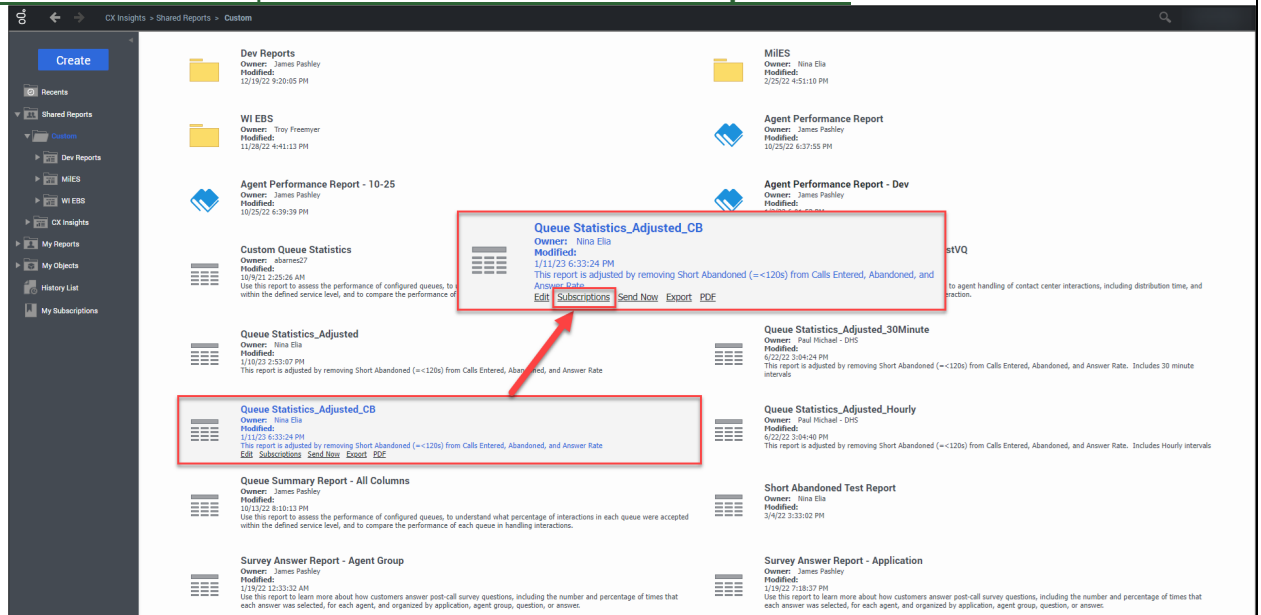 CX Insights > Shared Reports > Custom
Create
Recents
Shared Reports
Custom
Dev Reports
MilES
WI EBS
CX Insights
My Reports
My Objects
History List
My Subscriptions
Dev Reports
Owner: James Pashley
Modified:
12/19/22 9:20:05 PM
MilES
Owner: Nina Elia
Modified:
2/25/22 4:51:10 PM
WI EBS
Owner: Troy Freemyer
Modified:
11/28/22 4:41:13 PM
Agent Performance Report
Owner: James Pashley
Modified:
10/25/22 6:37:55 PM
Agent Performance Report - 10-25
Owner: James Pashley
Modified:
10/25/22 6:39:39 PM
Agent Performance Report - Dev
Owner: James Pashley
Modified:
Custom Queue Statistics
Owner: abarnes27
Modified:
10/9/21 2:25:26 AM
Use this report to assess the performance of configured queues, to
within the defined service level, and to compare the performance of
Queue Statistics_Adjusted_CB
Owner: Nina Elia
Modified:
1/11/23 6:33:24 PM
This report is adjusted by removing Short Abandoned (=<120s) from Calls Entered, Abandoned, and
Answer Rate
Edit Subscriptions Send Now Export PDF
stVQ
to agent handling of contact center interactions, including distribution time, and
eraction.
Queue Statistics_Adjusted
Owner: Nina Elia
Modified:
1/10/23 2:53:07 PM
This report is adjusted by removing Short Abandoned (=<120s) from Calls Entered, Abandoned, and Answer Rate
Queue Statistics_Adjusted_30Minute
Owner: Paul Michael - DHS
Modified:
6/22/22 3:04:24 PM
This report is adjusted by removing Short Abandoned (=<120s) from Calls Entered, Abandoned, and Answer Rate. Includes 30 minute
intervals
Queue Statistics_Adjusted_CB
Owner: Nina Elia
Modified:
1/11/23 6:33:24 PM
This report is adjusted by removing Short Abandoned (=<120s) from Calls Entered, Abandoned, and Answer Rate
Edit Subscriptions Send Now Export PDF
Queue Statistics_Adjusted_Hourly
Owner: Paul Michael - DHS
Modified:
6/22/22 3:04:40 PM
This report is adjusted by removing Short Abandoned (=<120s) from Calls Entered, Abandoned, and Answer Rate. Includes Hourly intervals
Queue Summary Report - All Columns
Owner: James Pashley
Modified:
10/13/22 8:10:13 PM
Use this report to assess the performance of configured queues, to understand what percentage of interactions in each queue were accepted
within the defined service level, and to compare the performance of each queue in handling interactions.
Short Abandoned Test Report
Owner: Nina Elia
Modified:
3/4/22 3:33:02 PM
Survey Answer Report - Agent Group
Owner: James Pashley
Modified:
1/19/22 12:33:32 AM
Use this report to learn more about how customers answer post-call survey questions, including the number and percentage of times that
each answer was selected, for each agent, and organized by application, agent group, question, or answer.
Survey Answer Report - Application
Owner: James Pashley
Modified:
1/19/22 7:18:37 PM
Use this report to learn more about how customers answer post-call survey questions, including the number and percentage of times that
each answer was selected, for each agent, and organized by application, agent group, question, or answer.